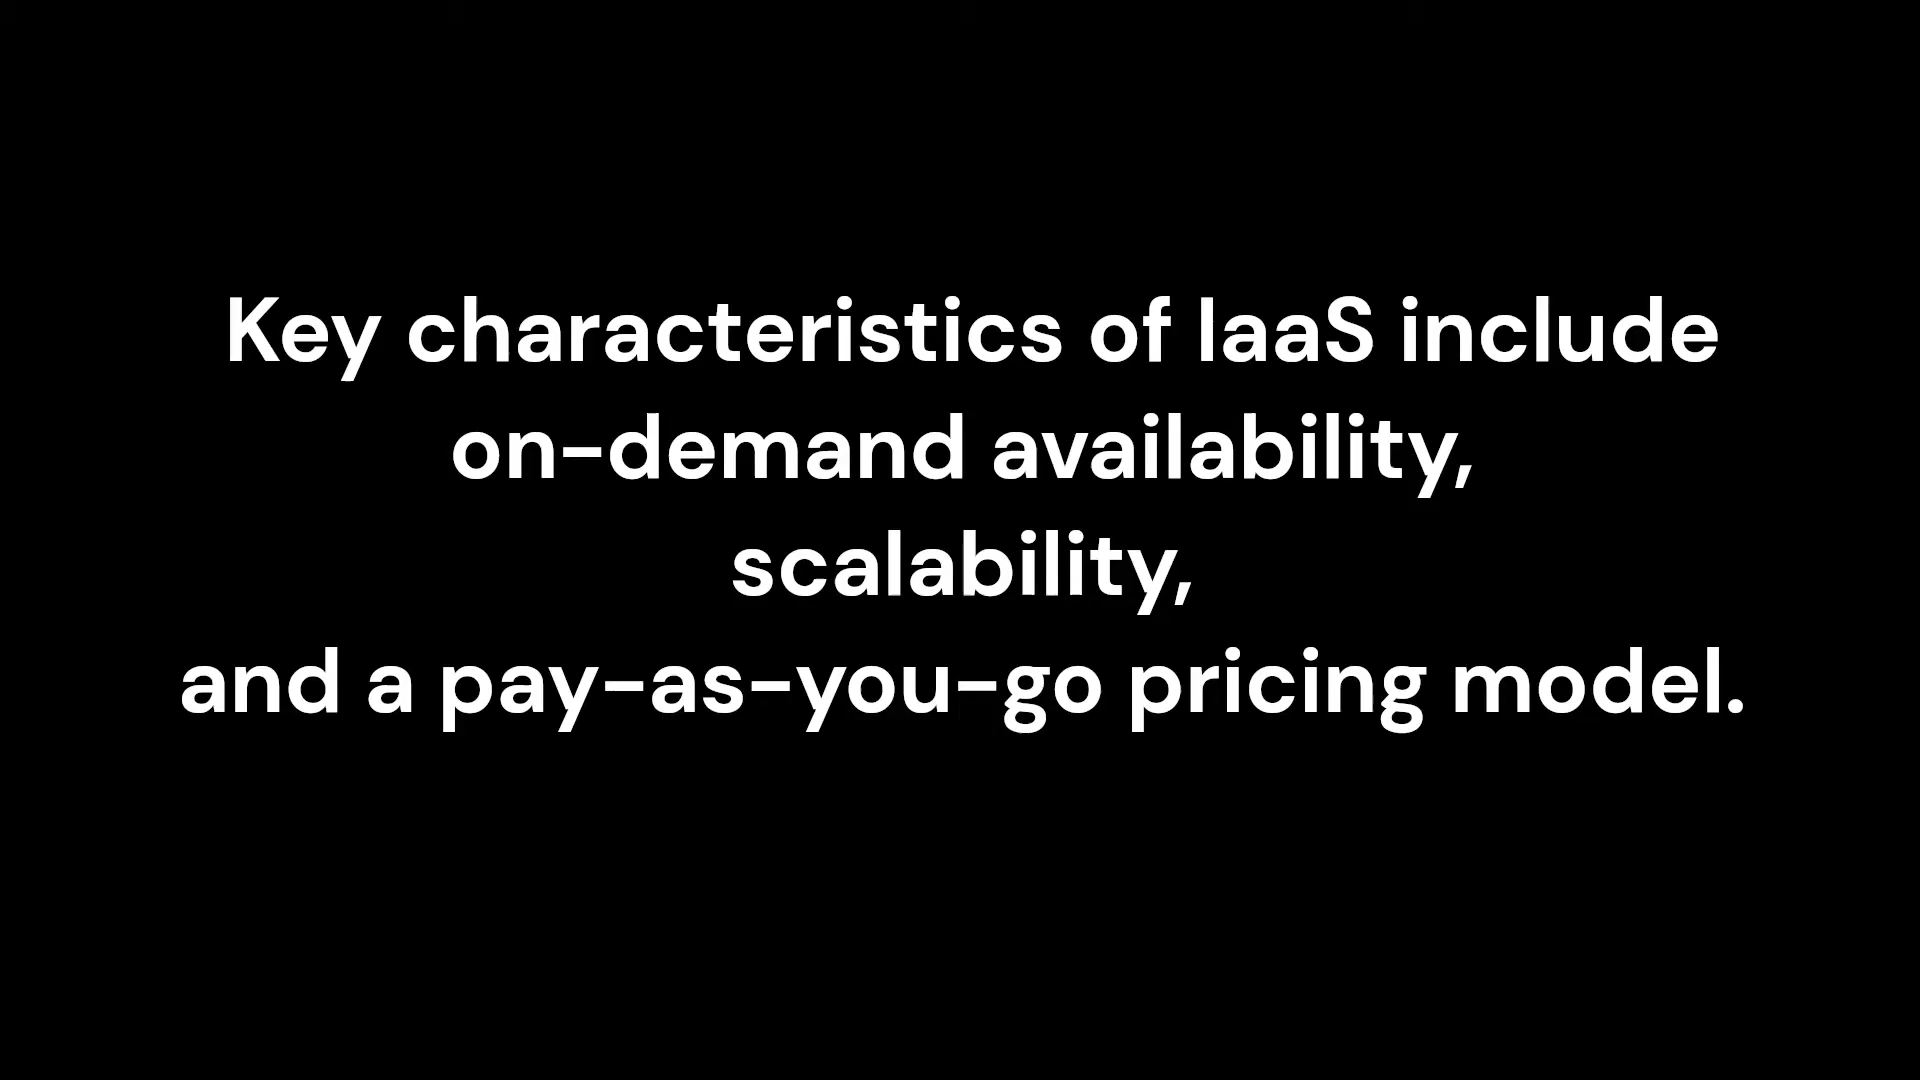 Key characteristics of IaaS include
on-demand availability,
scalability,
and a pay-as-you-go pricing model.